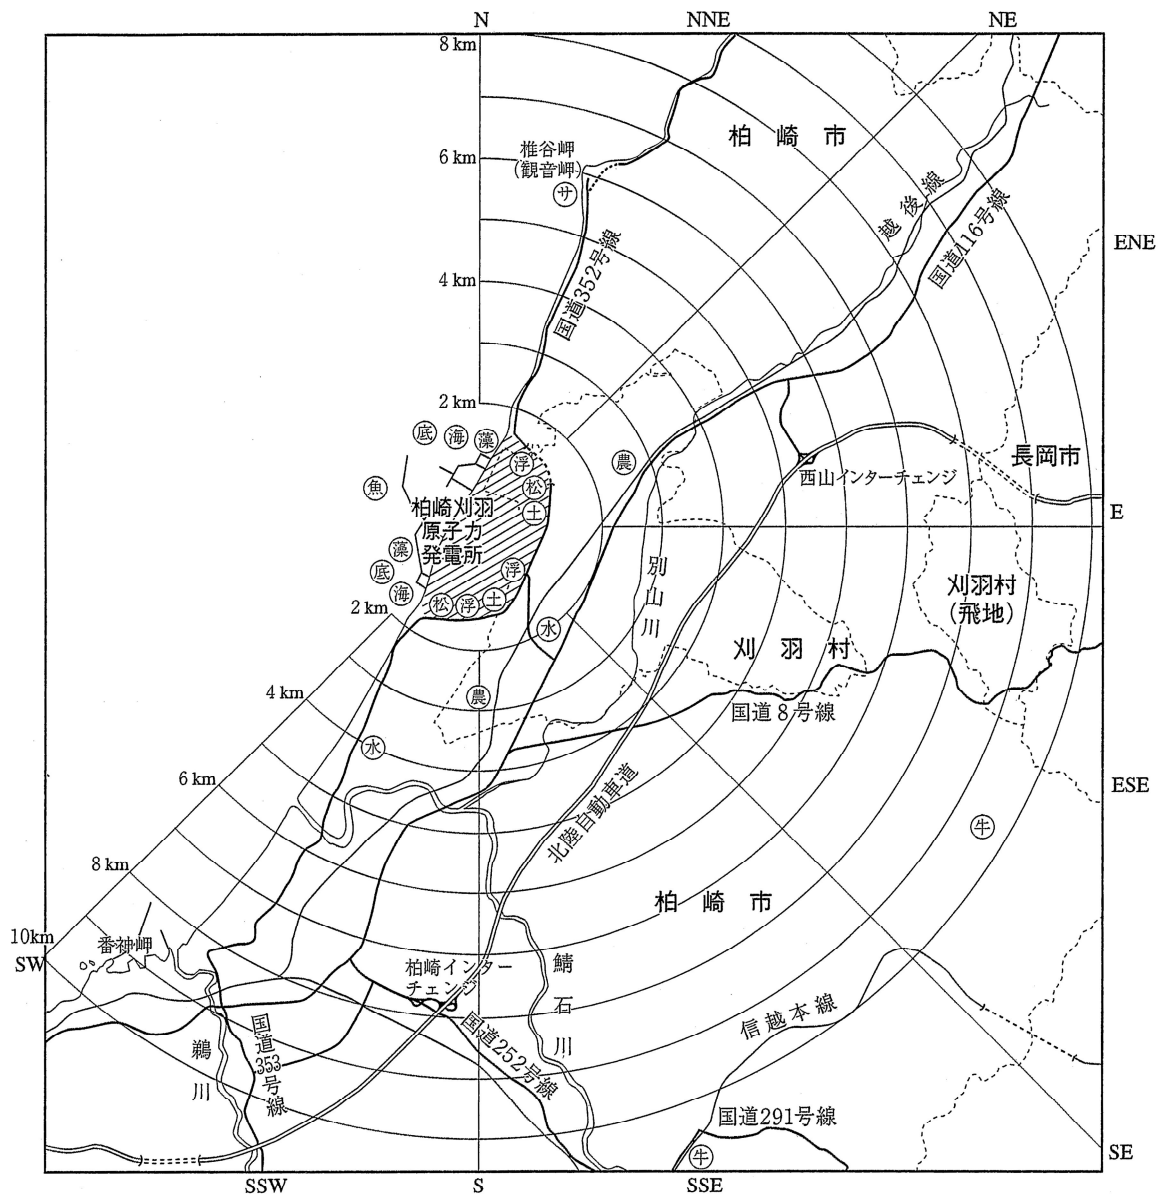 N
NNE
NE
8 km
柏崎市
椎谷岬
(観音岬)
6 km
サ
越後線
国道116号線
ENE
国道352号線
4 km
2 km
底
海
藻
浮
農
長岡市
西山インターチェンジ
魚
松
柏崎刈羽
原子力
発電所
土
E
藻
底
海
浮
別山川
刈羽村
(飛地)
2 km
松
浮
土
水
刈羽村
4 km
農
国道8号線
水
6 km
北陸自動車道
ESE
牛
8 km
柏崎市
10km
SW
番神岬
柏崎インター
チェンジ
鯖石川
信越本線
国道353号線
国道252号線
鵜川
国道291号線
牛
SE
SSW
S
SSE